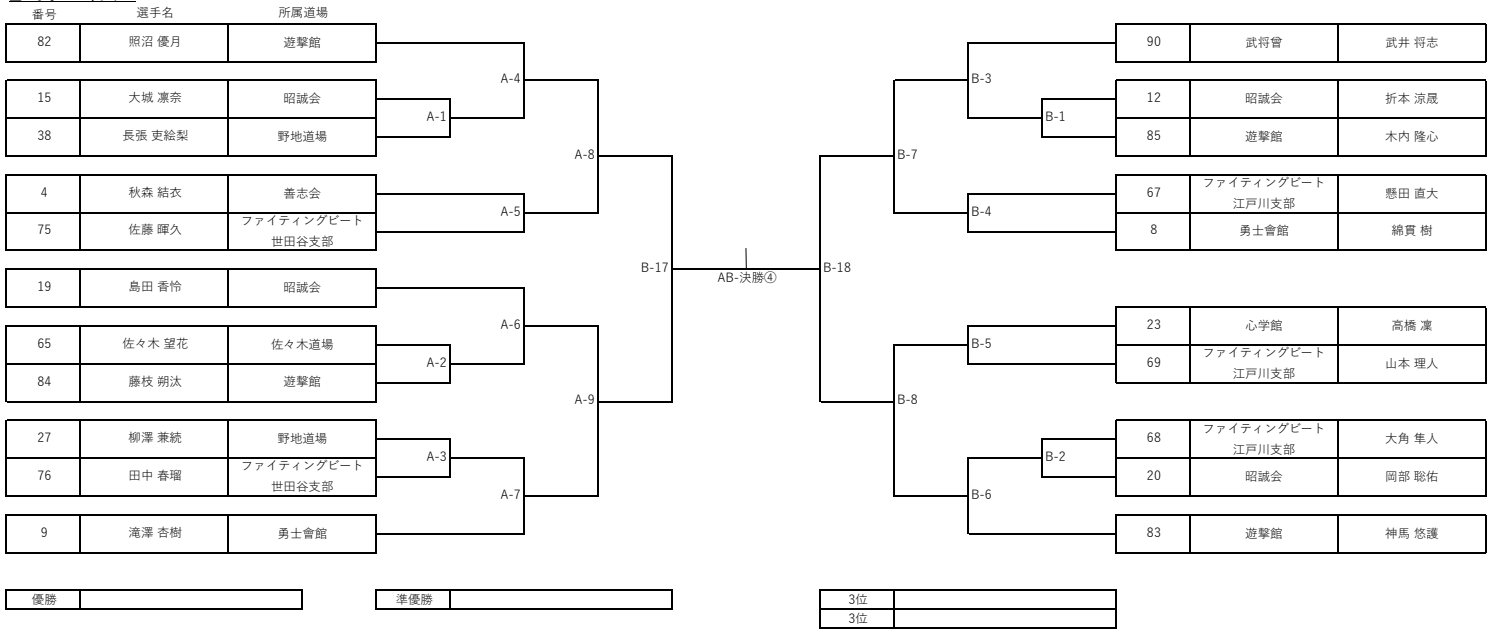 番号 選手名 所属道場
82 照沼 優月 遊撃館
A-4
15 大城 凛奈 昭誠会
A-1
38 長張 吏絵梨 野地道場
A-8
4 秋森 結衣 善志会
A-5
75 佐藤 暉久 ファイティングビート
世田谷支部
B-17
19 島田 香怜 昭誠会
A-6
65 佐々木 望花 佐々木道場
A-2
84 藤枝 朔汰 遊撃館
A-9
27 柳澤 兼続 野地道場
A-3
76 田中 春瑠 ファイティングビート
世田谷支部
A-7
9 滝澤 杏樹 勇士會館
AB-決勝④
90 武将曾 武井 将志
B-3
12 昭誠会 折本 涼晟
B-1
85 遊撃館 木内 隆心
B-7
67 ファイティングビート
江戸川支部 懸田 直大
B-4
8 勇士會館 綿貫 樹
B-18
23 心学館 高橋 凜
B-5
69 ファイティングビート
江戸川支部 山本 理人
B-8
68 ファイティングビート
江戸川支部 大角 隼人
B-2
20 昭誠会 岡部 聡佑
B-6
83 遊撃館 神馬 悠護
優勝 準優勝 3位
3位